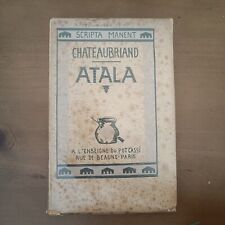 SCRIPTA MANENT
CHATEAUBRIAND
ATALA
A L'ENSEIGNE DU POT CASSÉ
RUE DE BEAUNE·PARIS